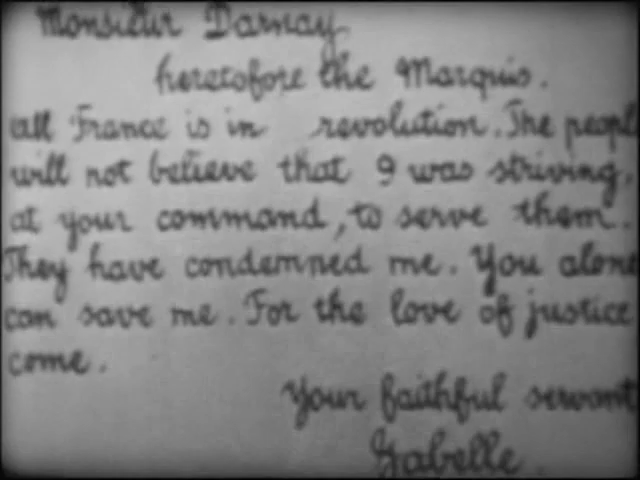 Monsieur Darnay
heretofore the Marquis.
all France is in revolution. The peopl
will not believe that I was striving,
at your command, to serve them.
They have condemned me. You alone
can save me. For the love of justice
come.
Your faithful servant
Gabelle.